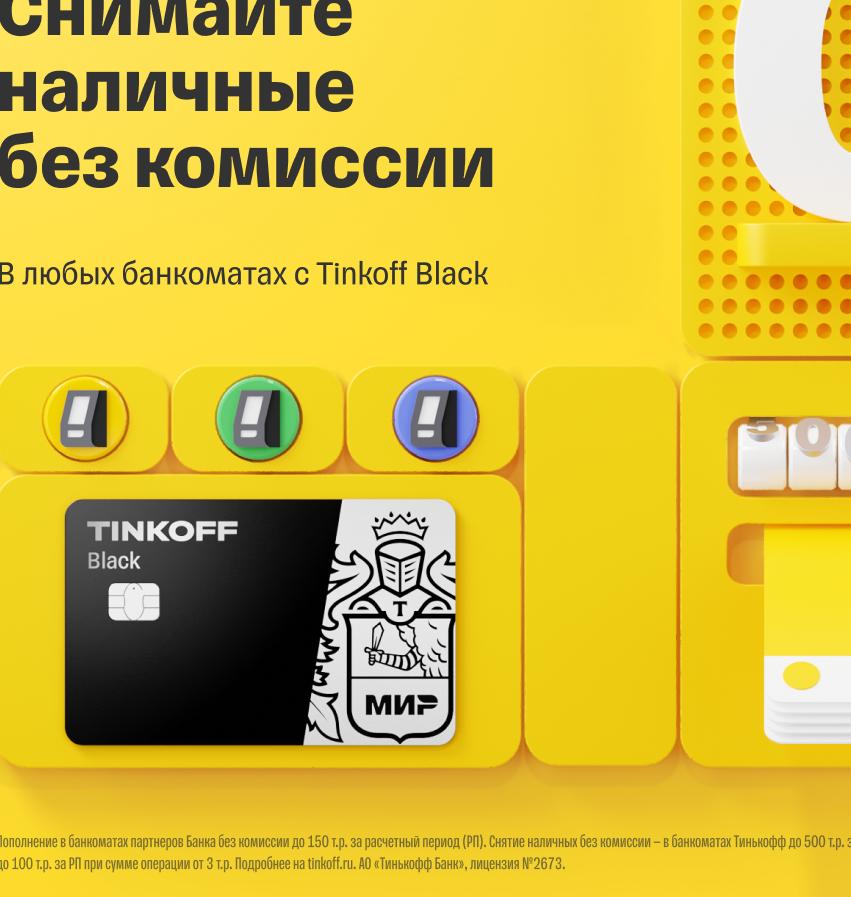 Снимайте
наличные
без комиссии
В любых банкоматах с Tinkoff Black
TINKOFF
Black
Т
МИР
Пополнение в банкоматах партнеров Банка без комиссии до 150 т.р. за расчетный период (РП). Снятие наличных без комиссии – в банкоматах Тинькофф до 500 т.р.
до 100 т.р. за РП при сумме операции от 3 т.р. Подробнее на tinkoff.ru. АО «Тинькофф Банк», лицензия №2673.